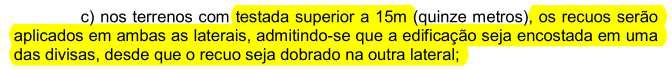 c) nos terrenos com testada superior a 15m (quinze metros), os recuos serão
aplicados em ambas as laterais, admitindo-se que a edificação seja encostada em uma
das divisas, desde que o recuo seja dobrado na outra lateral;